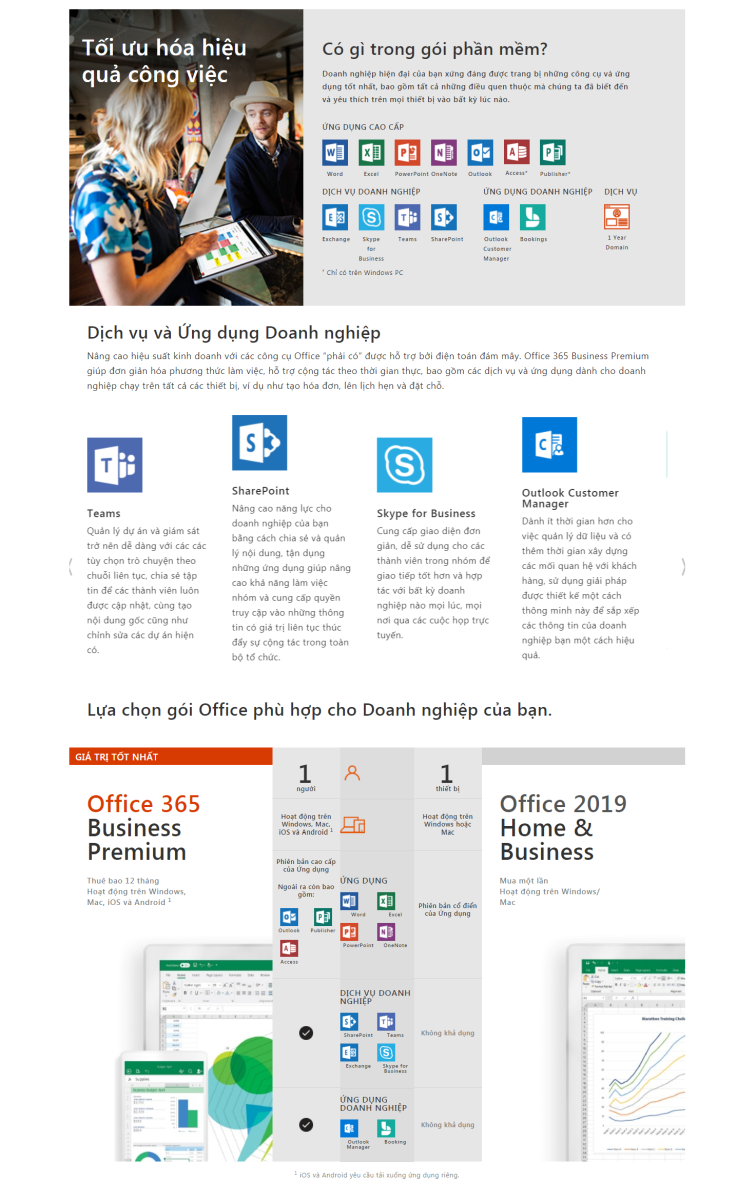 Tối ưu hóa hiệu
quả công việc
Có gì trong gói phần mềm?
Doanh nghiệp hiện đại của bạn xứng đáng được trang bị những công cụ và ứng
dụng tốt nhất, bao gồm tất cả những điều quen thuộc mà chúng ta đã biết đến
và yêu thích trên mọi thiết bị vào bất kỳ lúc nào.
ỨNG DỤNG CAO CẤP
Word Excel PowerPoint OneNote Outlook Access* Publisher*
DỊCH VỤ DOANH NGHIỆP
Exchange Skype for Business Teams SharePoint
ỨNG DỤNG DOANH NGHIỆP
Outlook Customer Manager Bookings
DỊCH VỤ
1 Year
Domain
* Chỉ có trên Windows PC
Dịch vụ và Ứng dụng Doanh nghiệp
Nâng cao hiệu suất kinh doanh với các công cụ Office “phải có” được hỗ trợ bởi điện toán đám mây. Office 365 Business Premium
giúp đơn giản hóa phương thức làm việc, hỗ trợ cộng tác theo thời gian thực, bao gồm các dịch vụ và ứng dụng dành cho doanh
nghiệp chạy trên tất cả các thiết bị, ví dụ như tạo hóa đơn, lên lịch hẹn và đặt chỗ.
Teams
Quản lý dự án và giám sát
trở nên dễ dàng với các các
tùy chọn trò chuyện theo
chuỗi liên tục, chia sẻ tập
tin để các thành viên luôn
được cập nhật, cùng tạo
nội dung gốc cũng như
chỉnh sửa các dự án hiện
có.
SharePoint
Nâng cao năng lực cho
doanh nghiệp của bạn
bằng cách chia sẻ và quản
lý nội dung, tận dụng
những ứng dụng giúp nâng
cao khả năng làm việc
nhóm và cung cấp quyền
truy cập vào những thông
tin có giá trị liên tục thúc
đẩy sự cộng tác trong toàn
bộ tổ chức.
Skype for Business
Cung cấp giao diện đơn
giản, dễ sử dụng cho các
thành viên trong nhóm để
giao tiếp tốt hơn và hợp
tác với bất kỳ doanh
nghiệp nào mọi lúc, mọi
nơi qua các cuộc họp trực
tuyến.
Outlook Customer
Manager
Dành ít thời gian hơn cho
việc quản lý dữ liệu và có
thêm thời gian xây dựng
các mối quan hệ với khách
hàng, sử dụng giải pháp
được thiết kế một cách
thông minh này để sắp xếp
các thông tin của doanh
nghiệp bạn một cách hiệu
quả.
Lựa chọn gói Office phù hợp cho Doanh nghiệp của bạn.
GIÁ TRỊ TỐT NHẤT
Office 365
Business
Premium
Thuê bao 12 tháng
Hoạt động trên Windows,
Mac, iOS và Android 1
1
người
Hoạt động trên
Windows, Mac,
iOS và Android 1
Phiên bản cao cấp
của Ứng dụng
Ngoài ra còn bao
gồm:
Outlook Publisher
Access
ỨNG DỤNG
Word Excel
PowerPoint OneNote
DỊCH VỤ DOANH
NGHIỆP
SharePoint Teams
Exchange Skype for
Business
ỨNG DỤNG
DOANH NGHIỆP
Outlook Booking
Manager
1
thiết bị
Hoạt động trên
Windows hoặc
Mac
Phiên bản cổ điển
của Ứng dụng
Không khả dụng
Không khả dụng
Office 2019
Home &
Business
Mua một lần
Hoạt động trên Windows/
Mac
1 iOS và Android yêu cầu tải xuống ứng dụng riêng.